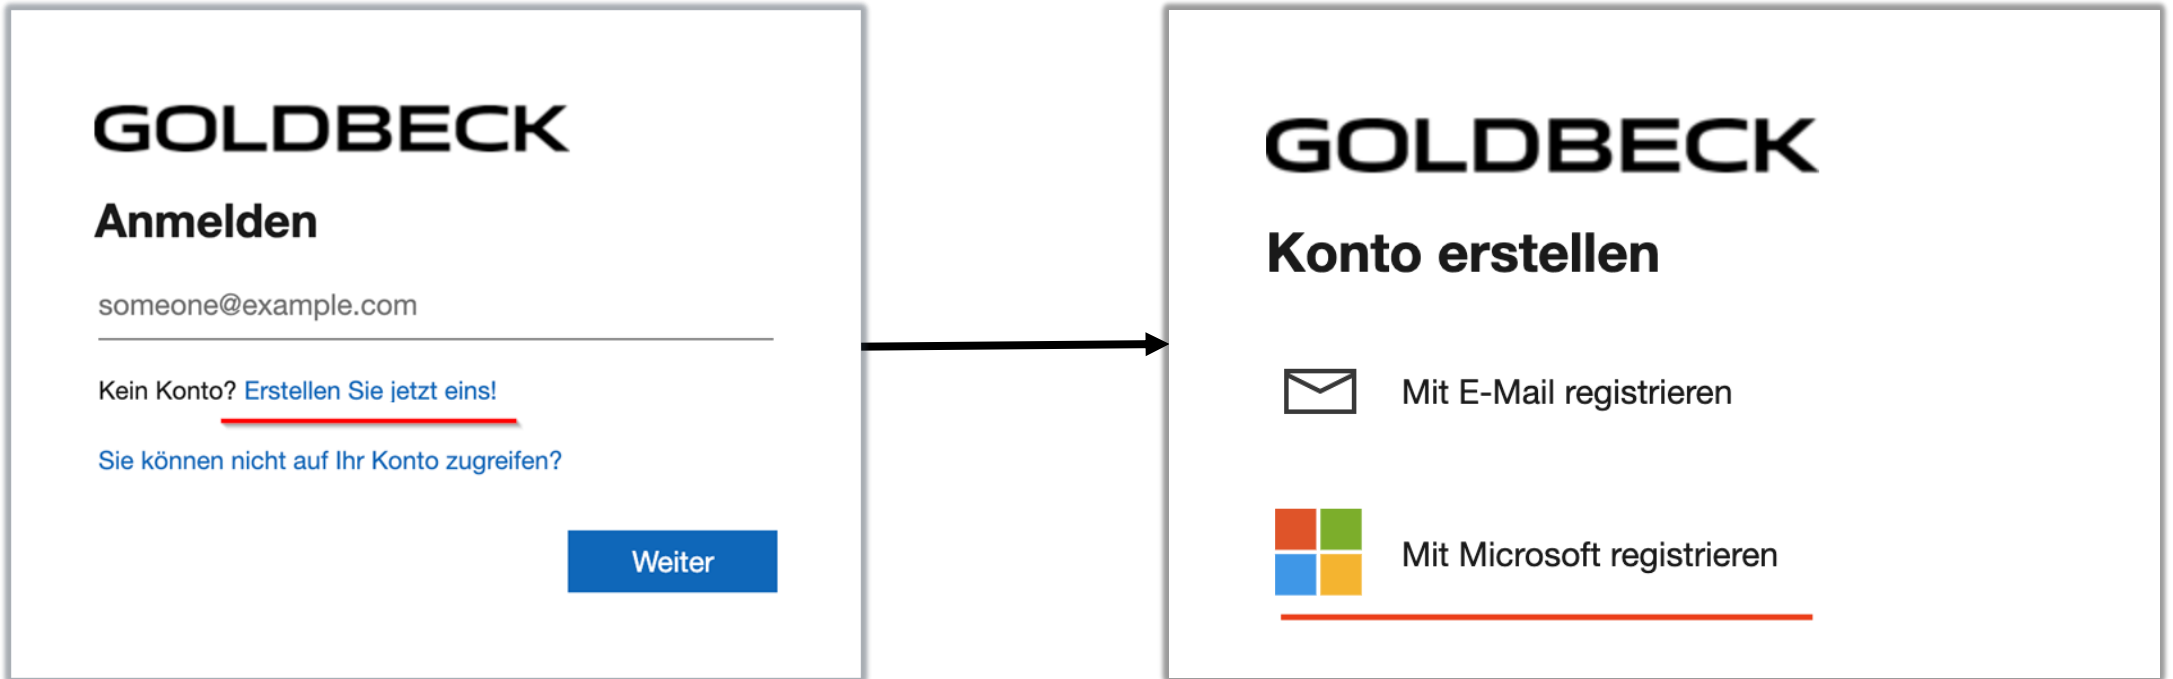 GOLDBECK
Anmelden
someone@example.com
Kein Konto? Erstellen Sie jetzt eins!
Sie können nicht auf Ihr Konto zugreifen?
Weiter
GOLDBECK
Konto erstellen
Mit E-Mail registrieren
Mit Microsoft registrieren